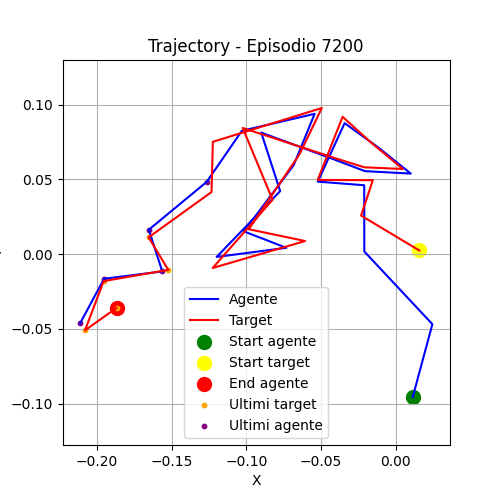 Trajectory - Episodio 7200
0.10
0.05
0.00
−0.05
−0.10
−0.20
−0.15
−0.10
−0.05
0.00
X
Agente
Target
Start agente
Start target
End agente
Ultimi target
Ultimi agente